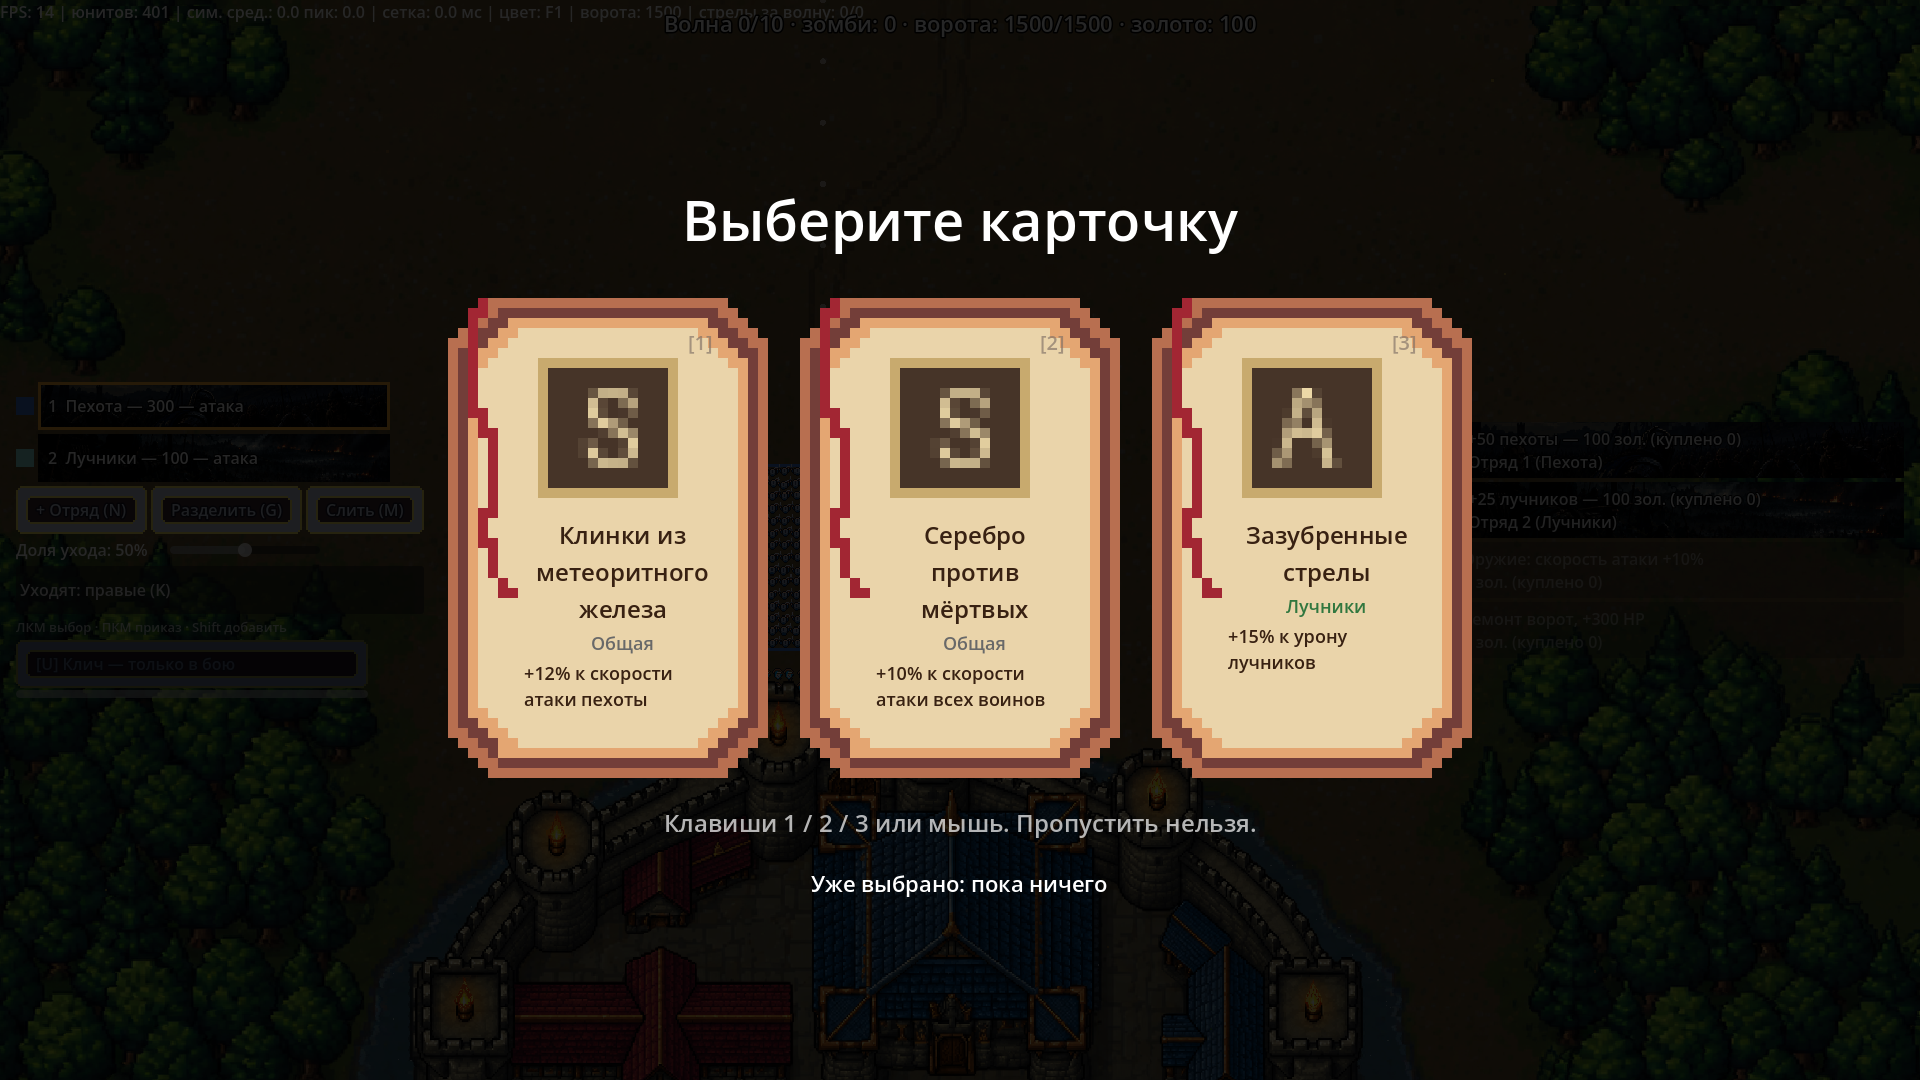 FPS: 14 | юнитов: 401 | сим. сред.: 0.0 пик: 0.0 | сетка: 0.0 мс | цвет: F1 | ворота: 1500 | стрелы за волну: 0/0
Волна 0/10 · зомби: 0 · ворота: 1500/1500 · золото: 100
Выберите карточку
[1]
S
Клинки из
метеоритного
железа
Общая
+12% к скорости
атаки пехоты
[2]
S
Серебро
против
мёртвых
Общая
+10% к скорости
атаки всех воинов
[3]
A
Зазубренные
стрелы
Лучники
+15% к урону
лучников
1 Пехота — 300 — атака
2 Лучники — 100 — атака
+ Отряд (N)
Разделить (G)
Слить (M)
Доля ухода: 50%
Уходят: правые (K)
ЛКМ выбор · ПКМ приказ · Shift добавить
[U] Клич — только в бою
+50 пехоты — 100 зол. (куплено 0)
Отряд 1 (Пехота)
+25 лучников — 100 зол. (куплено 0)
Отряд 2 (Лучники)
скорость атаки +10%
зол. (куплено 0)
ворот, +300 HP
зол. (куплено 0)
Клавиши 1 / 2 / 3 или мышь. Пропустить нельзя.
Уже выбрано: пока ничего